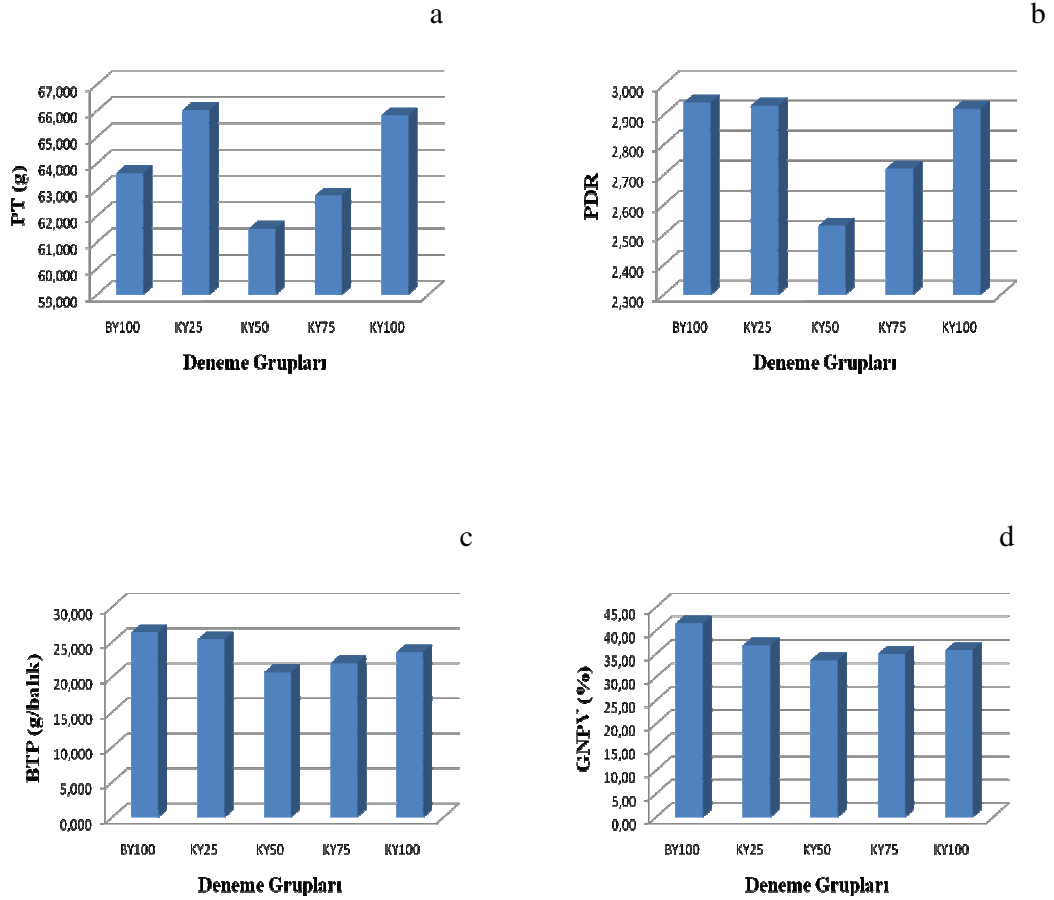 a
67,000
66,000
65,000
64,000
63,000
62,000
61,000
60,000
59,000
PT (g)
BY100 KY25 KY50 KY75 KY100
Deneme Grupları
b
3,000
2,900
2,800
2,700
2,600
2,500
2,400
2,300
PDR
BY100 KY25 KY50 KY75 KY100
Deneme Grupları
c
30,000
25,000
20,000
15,000
10,000
5,000
0,000
BTP (g/balık)
BY100 KY25 KY50 KY75 KY100
Deneme Grupları
d
45,00
40,00
35,00
30,00
25,00
20,00
15,00
10,00
5,00
0,00
GNPV (%)
BY100 KY25 KY50 KY75 KY100
Deneme Grupları